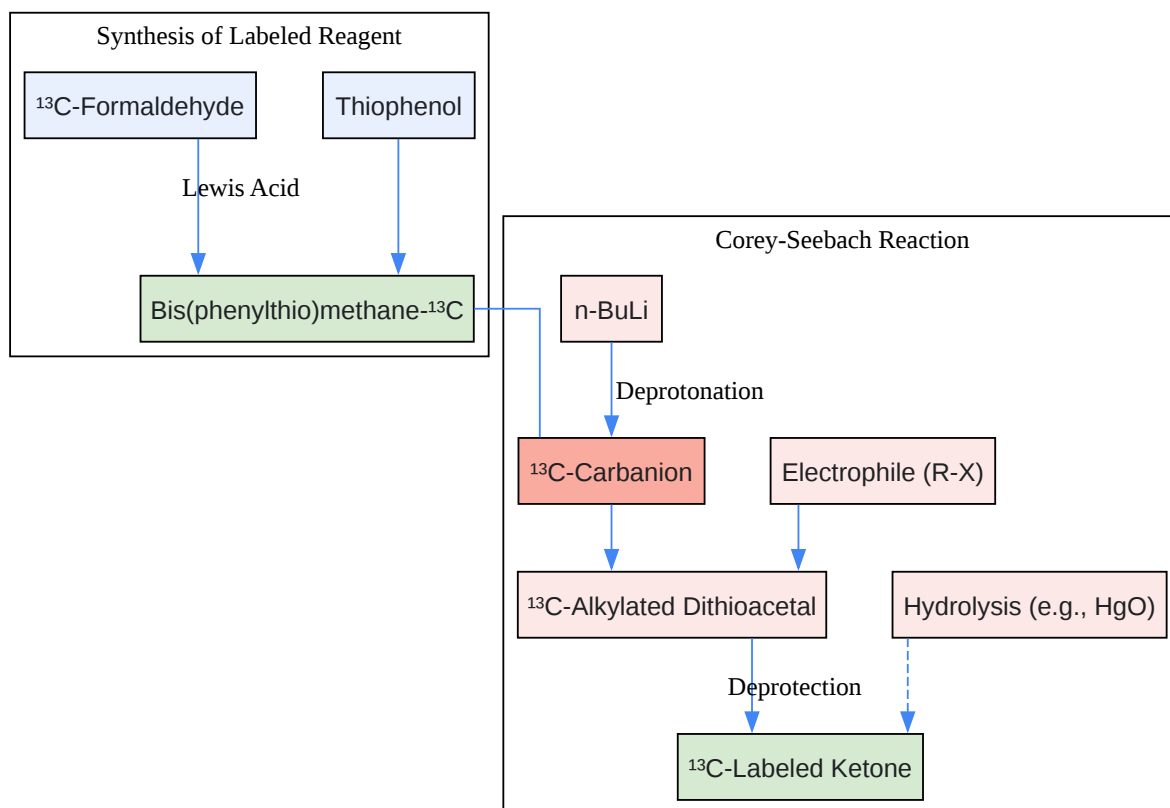 Synthesis of Labeled Reagent
¹³C-Formaldehyde
Thiophenol
Lewis Acid
Bis(phenylthio)methane-¹³C
Corey-Seebach Reaction
n-BuLi
Deprotonation
¹³C-Carbanion
Electrophile (R-X)
¹³C-Alkylated Dithioacetal
Hydrolysis (e.g., HgO)
Deprotection
¹³C-Labeled Ketone